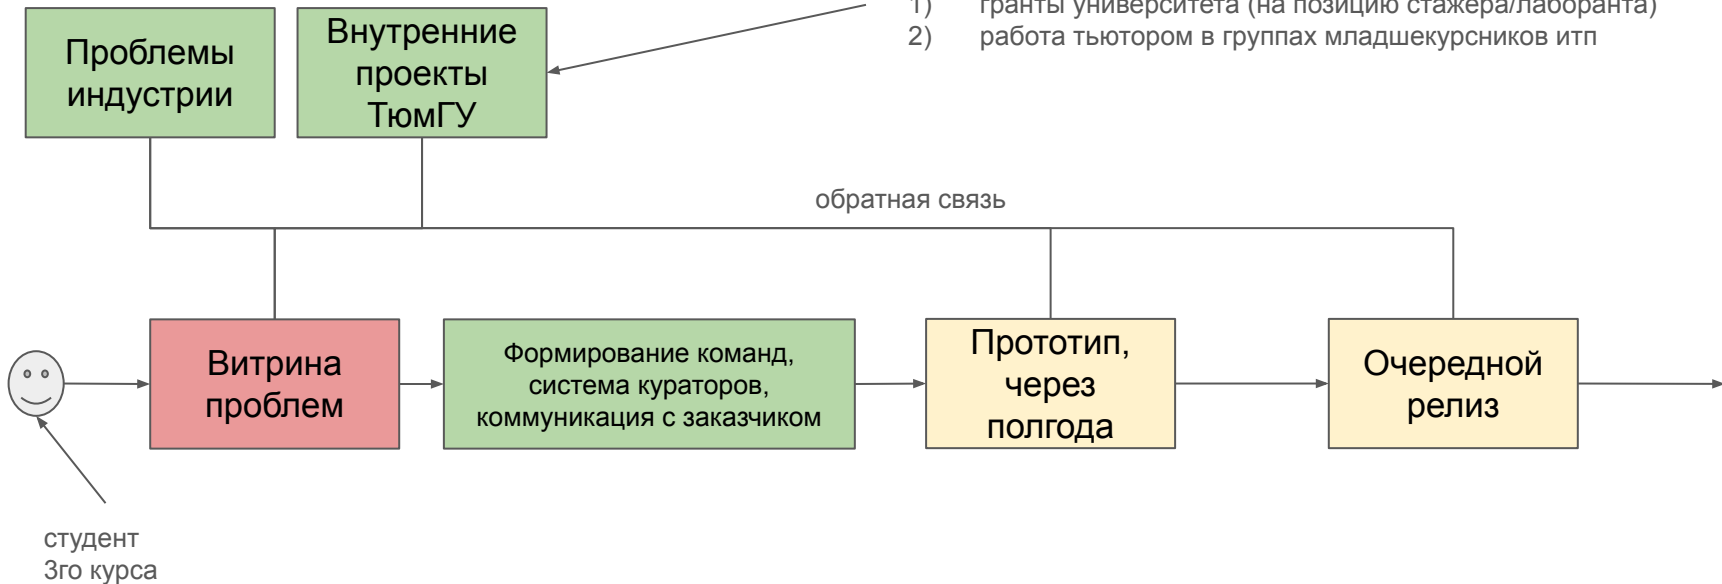 1) гранты университета (на позицию стажера/лаборанта)
2) работа тьютором в группах младшекурсников итп
Проблемы
индустрии
Внутренние
проекты
ТюмГУ
обратная связь
Витрина
проблем
Формирование команд,
система кураторов,
коммуникация с заказчиком
Прототип,
через
полгода
Очередной
релиз
студент
3го курса